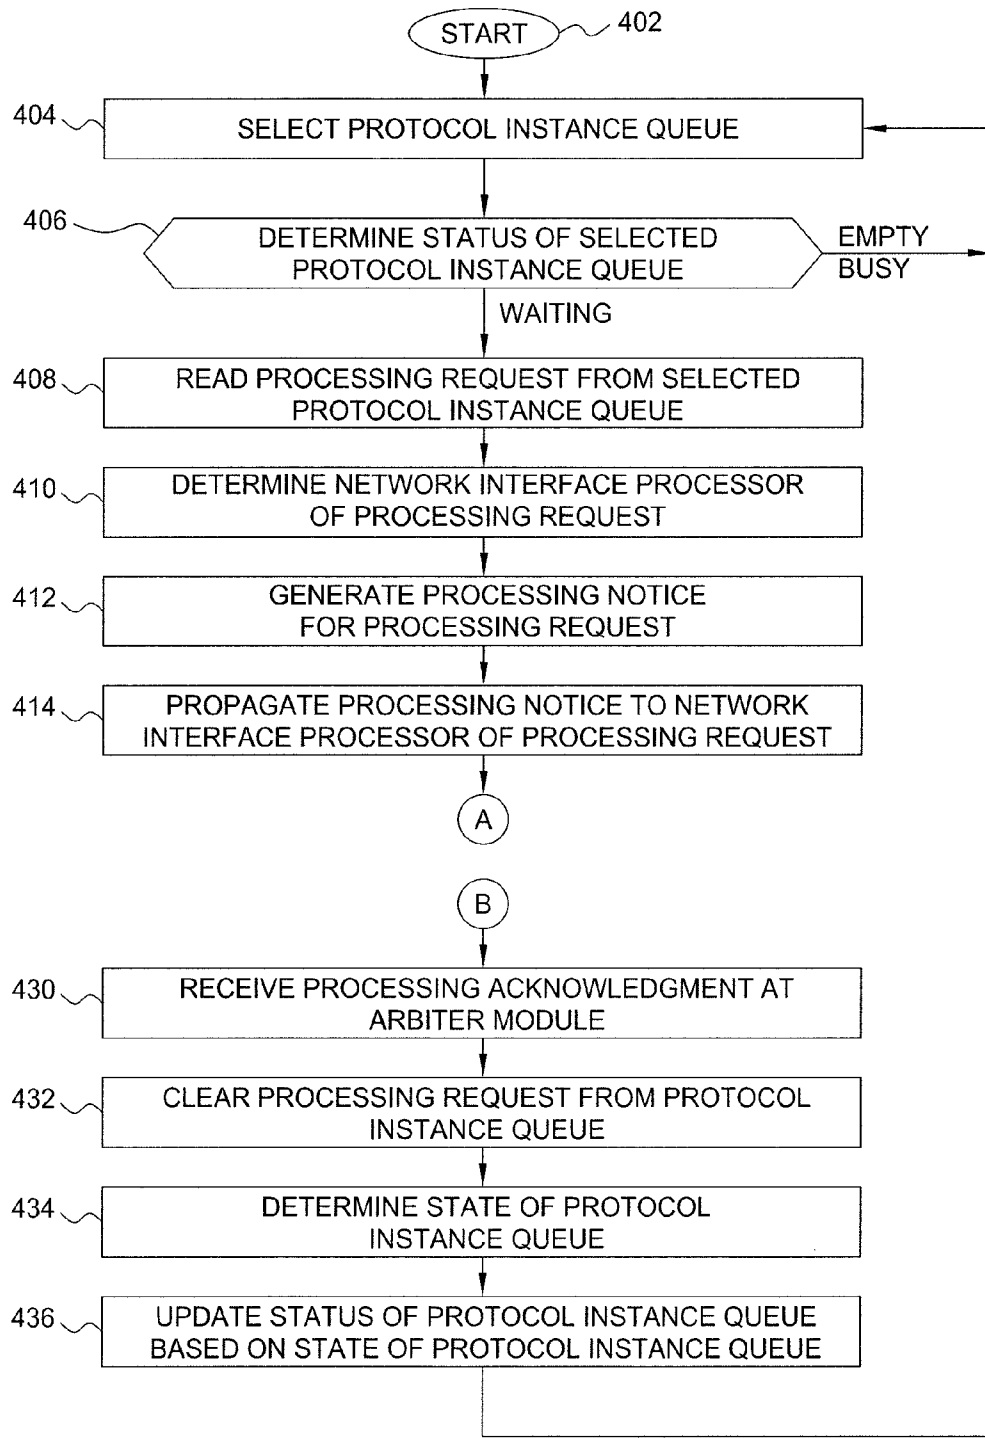 START
402
404
SELECT PROTOCOL INSTANCE QUEUE
406
DETERMINE STATUS OF SELECTED
PROTOCOL INSTANCE QUEUE
EMPTY
BUSY
WAITING
408
READ PROCESSING REQUEST FROM SELECTED
PROTOCOL INSTANCE QUEUE
410
DETERMINE NETWORK INTERFACE PROCESSOR
OF PROCESSING REQUEST
412
GENERATE PROCESSING NOTICE
FOR PROCESSING REQUEST
414
PROPAGATE PROCESSING NOTICE TO NETWORK
INTERFACE PROCESSOR OF PROCESSING REQUEST
A
B
430
RECEIVE PROCESSING ACKNOWLEDGMENT AT
ARBITER MODULE
432
CLEAR PROCESSING REQUEST FROM PROTOCOL
INSTANCE QUEUE
434
DETERMINE STATE OF PROTOCOL
INSTANCE QUEUE
436
UPDATE STATUS OF PROTOCOL INSTANCE QUEUE
BASED ON STATE OF PROTOCOL INSTANCE QUEUE